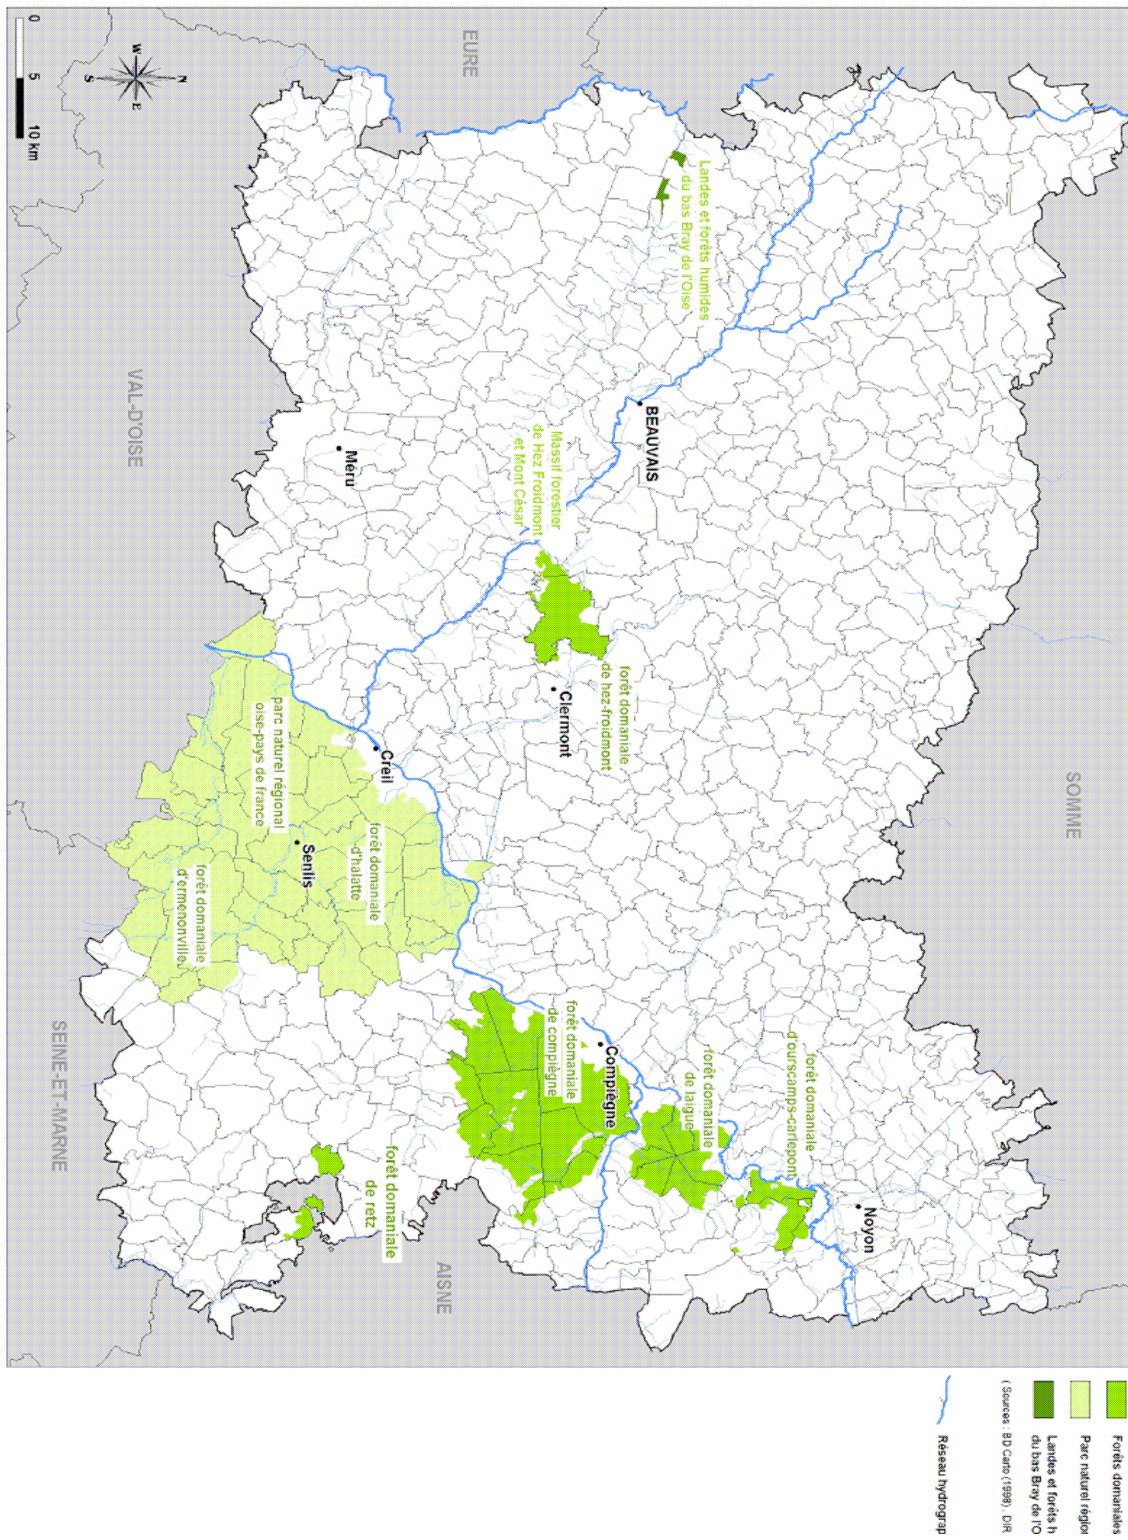 EURE
SOMME
VAL-D'OISE
SEINE-ET-MARNE
AISNE
N
W
E
S
0 5 10 km
Landes et forêts humides
du bas Bray de l'Oise
BEAUVAIS
Méru
Massif forestier
de Hez Froidmont
et Mont César
forêt domaniale
de hez-froidmont
Clermont
Creil
parc naturel régional
oise-pays de france
Senlis
forêt domaniale
d'halatte
forêt domaniale
d'ermenonville
forêt domaniale
de compiègne
Compiègne
forêt domaniale
de laigue
forêt domaniale
d'ourscamps-carlepont
Noyon
forêt domaniale
de retz
Forêts domaniales
Parc naturel région
Landes et forêts h
du bas Bray de l'O
( Sources : BD Carto (1998), DIR
Réseau hydrograp